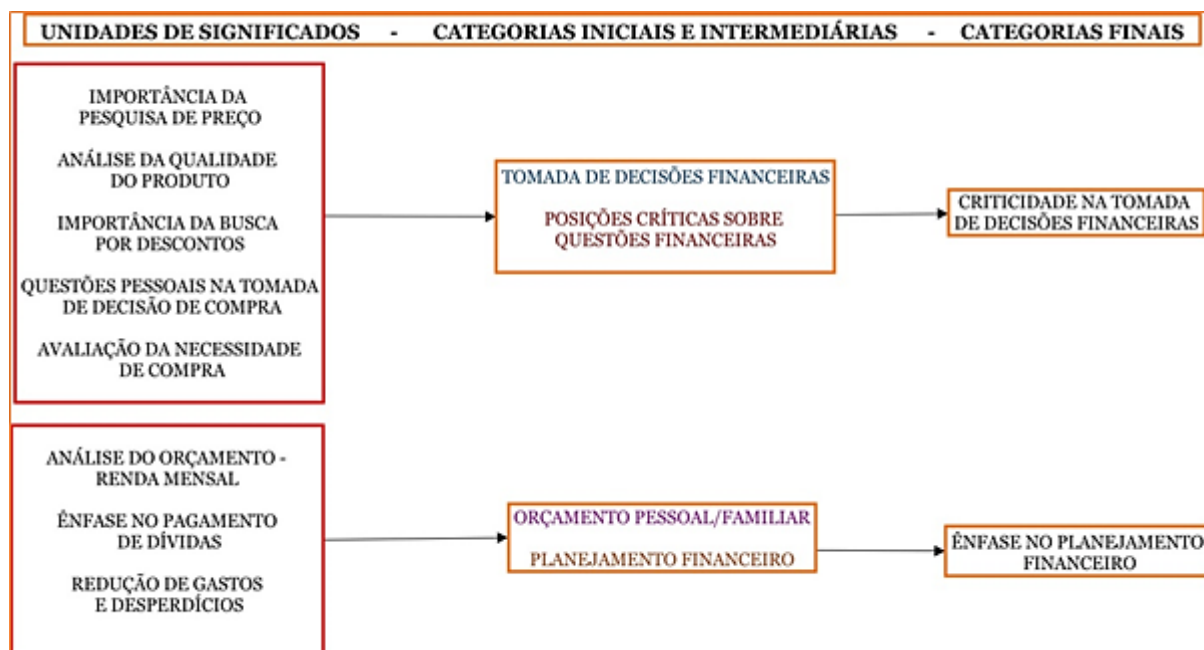 UNIDADES DE SIGNIFICADOS - CATEGORIAS INICIAIS E INTERMEDIÁRIAS - CATEGORIAS FINAIS
IMPORTÂNCIA DA
PESQUISA DE PREÇO
ANÁLISE DA QUALIDADE
DO PRODUTO
IMPORTÂNCIA DA BUSCA
POR DESCONTOS
QUESTÕES PESSOAIS NA TOMADA
DE DECISÃO DE COMPRA
AVALIAÇÃO DA NECESSIDADE
DE COMPRA
TOMADA DE DECISÕES FINANCEIRAS
POSIÇÕES CRÍTICAS SOBRE
QUESTÕES FINANCEIRAS
CRITICIDADE NA TOMADA
DE DECISÕES FINANCEIRAS
ANÁLISE DO ORÇAMENTO -
RENDA MENSAL
ÊNFASE NO PAGAMENTO
DE DÍVIDAS
REDUÇÃO DE GASTOS
E DESPERDÍCIOS
ORÇAMENTO PESSOAL/FAMILIAR
PLANEJAMENTO FINANCEIRO
ÊNFASE NO PLANEJAMENTO
FINANCEIRO